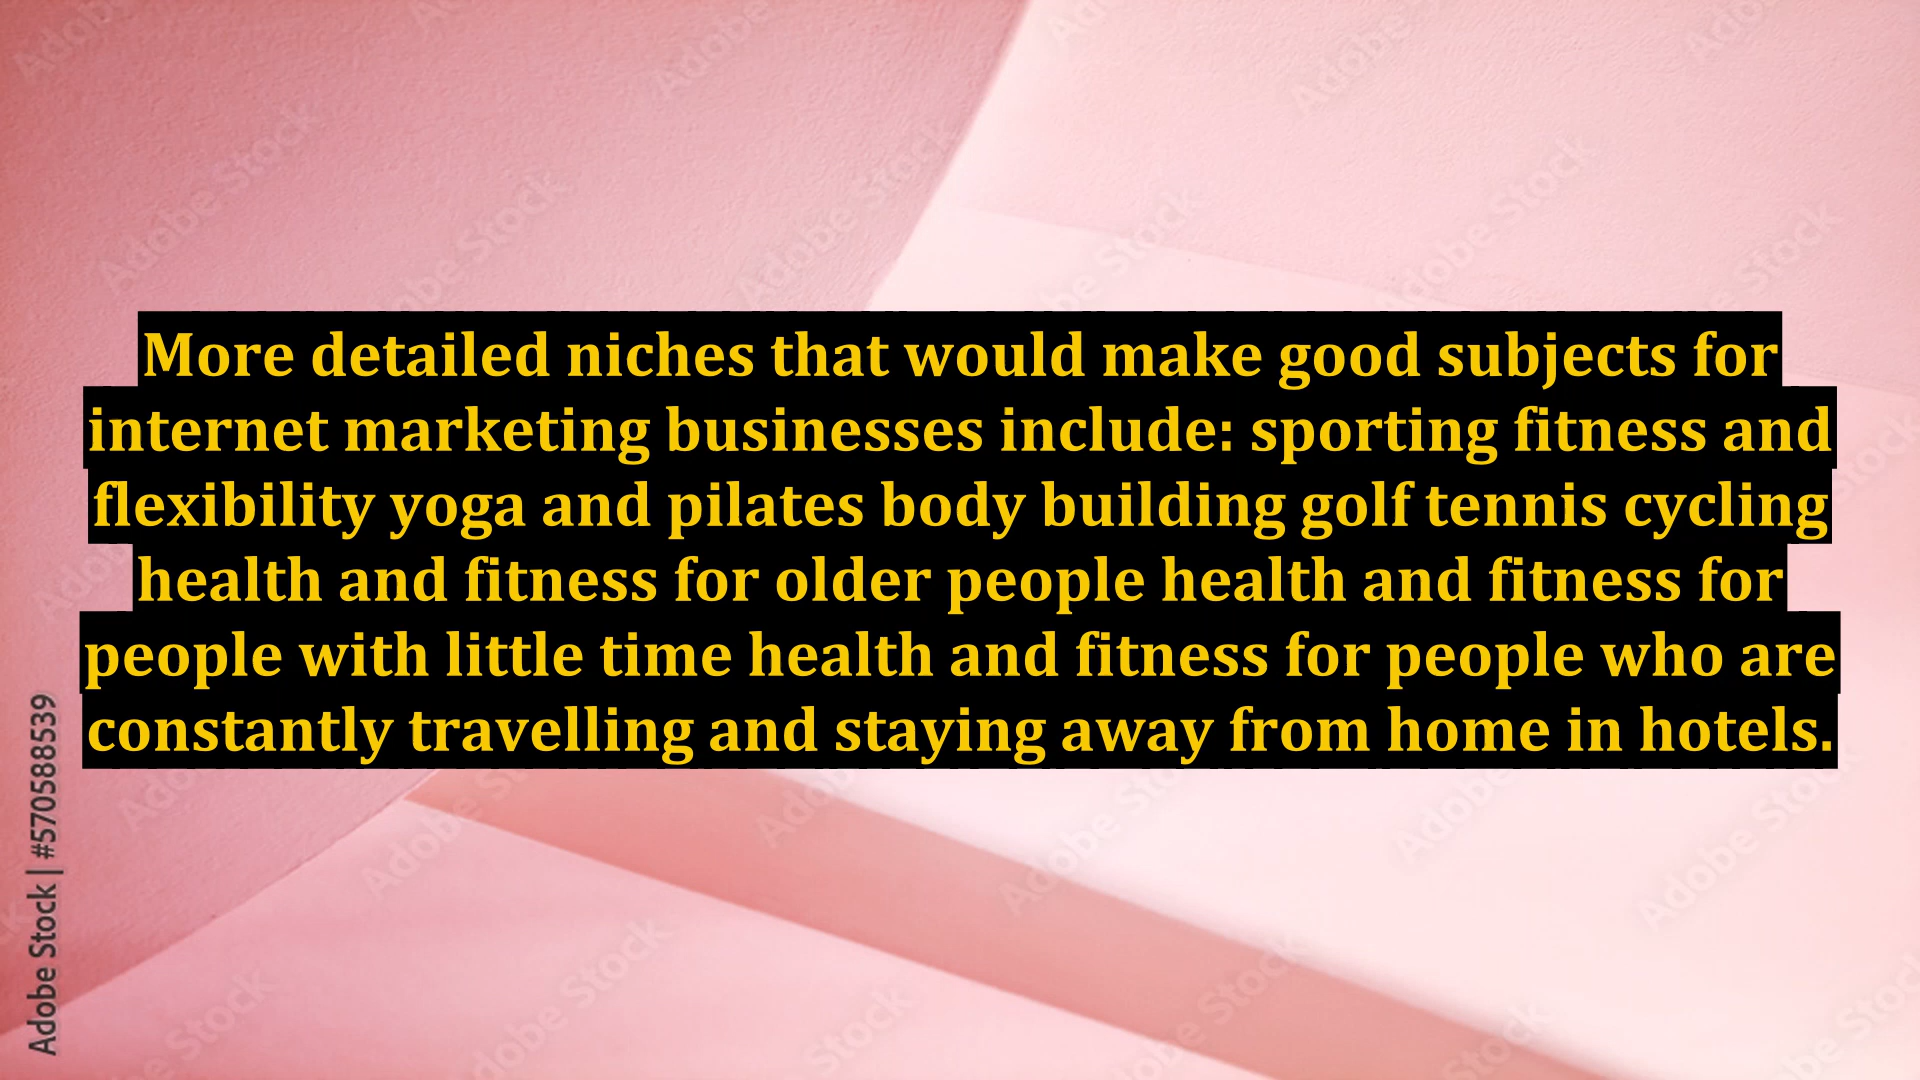 More detailed niches that would make good subjects for
internet marketing businesses include: sporting fitness and
flexibility yoga and pilates body building golf tennis cycling
health and fitness for older people health and fitness for
people with little time health and fitness for people who are
constantly travelling and staying away from home in hotels.
Adobe Stock | #570588539